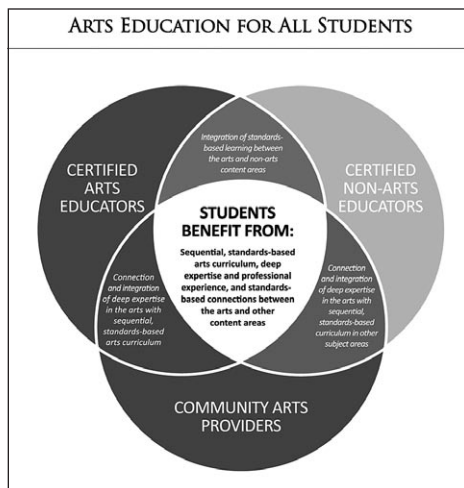 ARTS EDUCATION FOR ALL STUDENTS
Integration of standards-
based learning between
the arts and non-arts
content areas
CERTIFIED
ARTS
EDUCATORS
CERTIFIED
NON-ARTS
EDUCATORS
STUDENTS
BENEFIT FROM:
Sequential, standards-based
arts curriculum, deep
expertise and professional
experience, and standards-
based connections between
the arts and other
content areas
Connection
and integration
of deep expertise
in the arts with
sequential,
standards-based
arts curriculum
Connection
and integration
of deep expertise in
the arts with
sequential,
standards-based
curriculum in other
subject areas
COMMUNITY ARTS
PROVIDERS